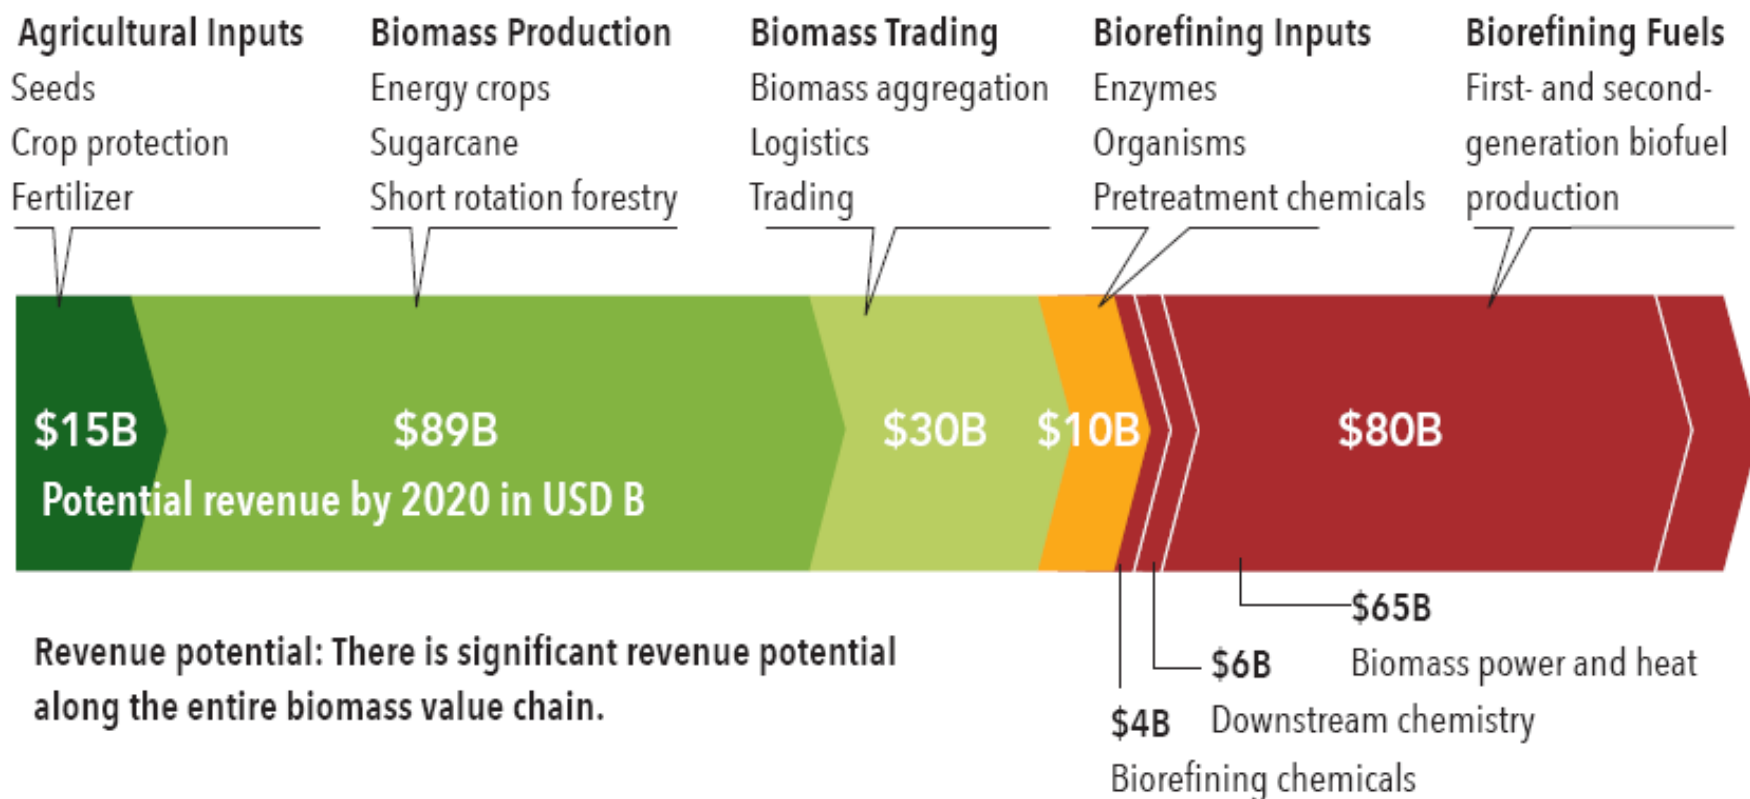 Agricultural Inputs
Seeds
Crop protection
Fertilizer
Biomass Production
Energy crops
Sugarcane
Short rotation forestry
Biomass Trading
Biomass aggregation
Logistics
Trading
Biorefining Inputs
Enzymes
Organisms
Pretreatment chemicals
Biorefining Fuels
First- and second-
generation biofuel
production
$15B
$89B
$30B
$10B
$80B
Potential revenue by 2020 in USD B
Revenue potential: There is significant revenue potential
along the entire biomass value chain.
$65B
Biomass power and heat
$6B
Downstream chemistry
$4B
Biorefining chemicals